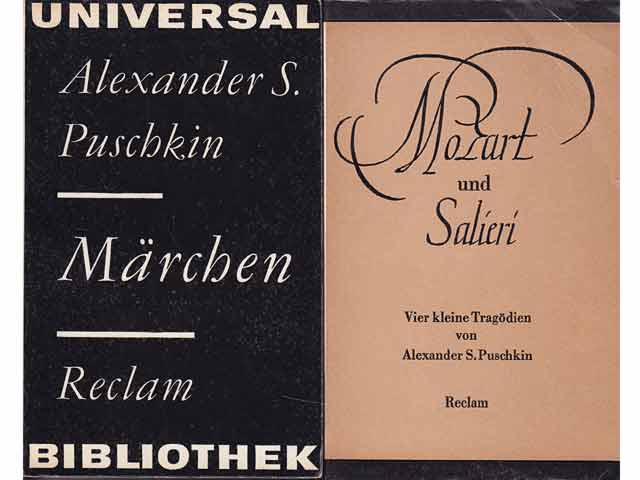 UNIVERSAL
Alexander S.
Puschkin
Märchen
Reclam
BIBLIOTHEK
Mozart
und
Salieri
Vier kleine Tragödien
von
Alexander S. Puschkin
Reclam